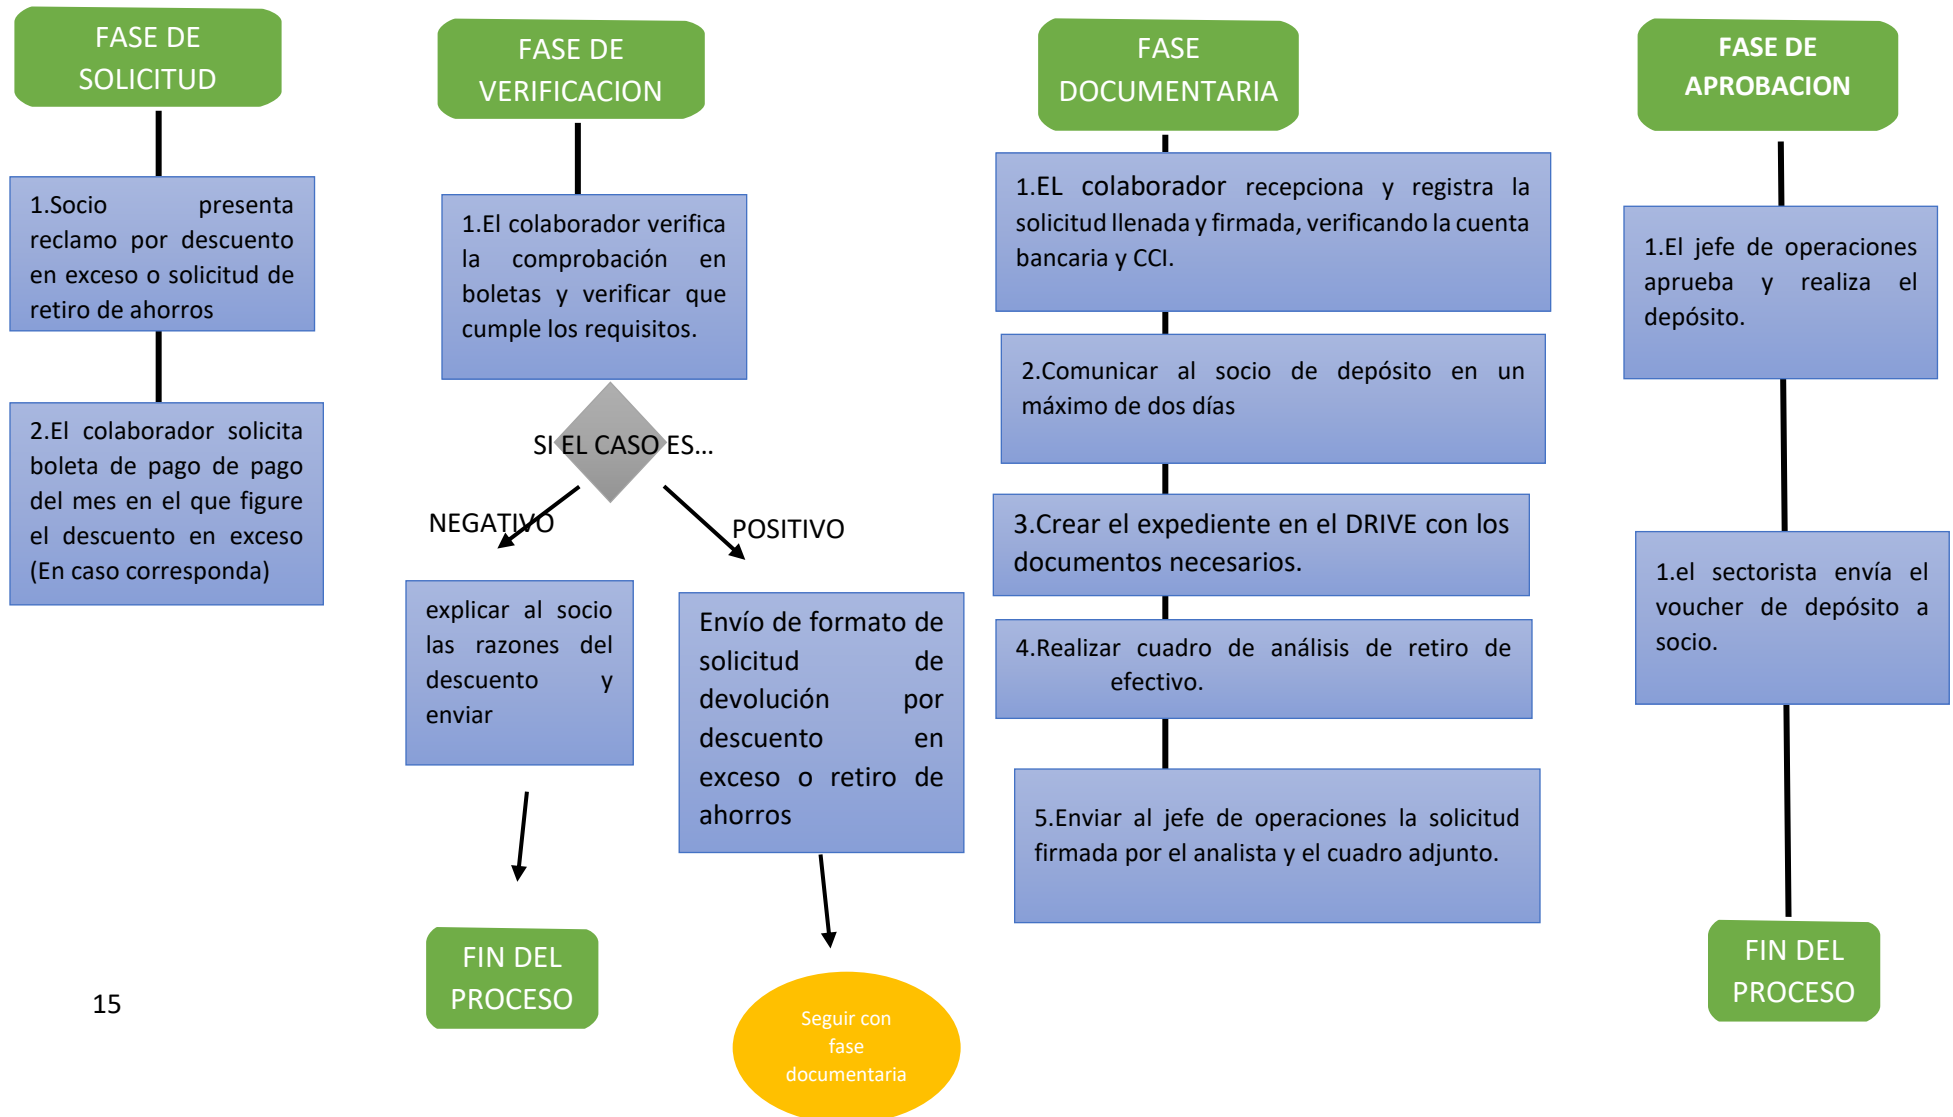 FASE DE
SOLICITUD
1.Socio presenta
reclamo por descuento
en exceso o solicitud de
retiro de ahorros
2.El colaborador solicita
boleta de pago de pago
del mes en el que figure
el descuento en exceso
(En caso corresponda)
FASE DE
VERIFICACION
1.El colaborador verifica
la comprobación en
boletas y verificar que
cumple los requisitos.
SI EL CASO ES...
NEGATIVO
POSITIVO
explicar al socio
las razones del
descuento y
enviar
FIN DEL
PROCESO
Envío de formato de
solicitud de
devolución por
descuento en
exceso o retiro de
ahorros
Seguir con
fase
documentaria
FASE
DOCUMENTARIA
1.EL colaborador recepciona y registra la
solicitud llenada y firmada, verificando la cuenta
bancaria y CCI.
2.Comunicar al socio de depósito en un
máximo de dos días
3.Crear el expediente en el DRIVE con los
documentos necesarios.
4.Realizar cuadro de análisis de retiro de
efectivo.
5.Enviar al jefe de operaciones la solicitud
firmada por el analista y el cuadro adjunto.
FASE DE
APROBACION
1.El jefe de operaciones
aprueba y realiza el
depósito.
1.el sectorista envía el
voucher de depósito a
socio.
FIN DEL
PROCESO
15